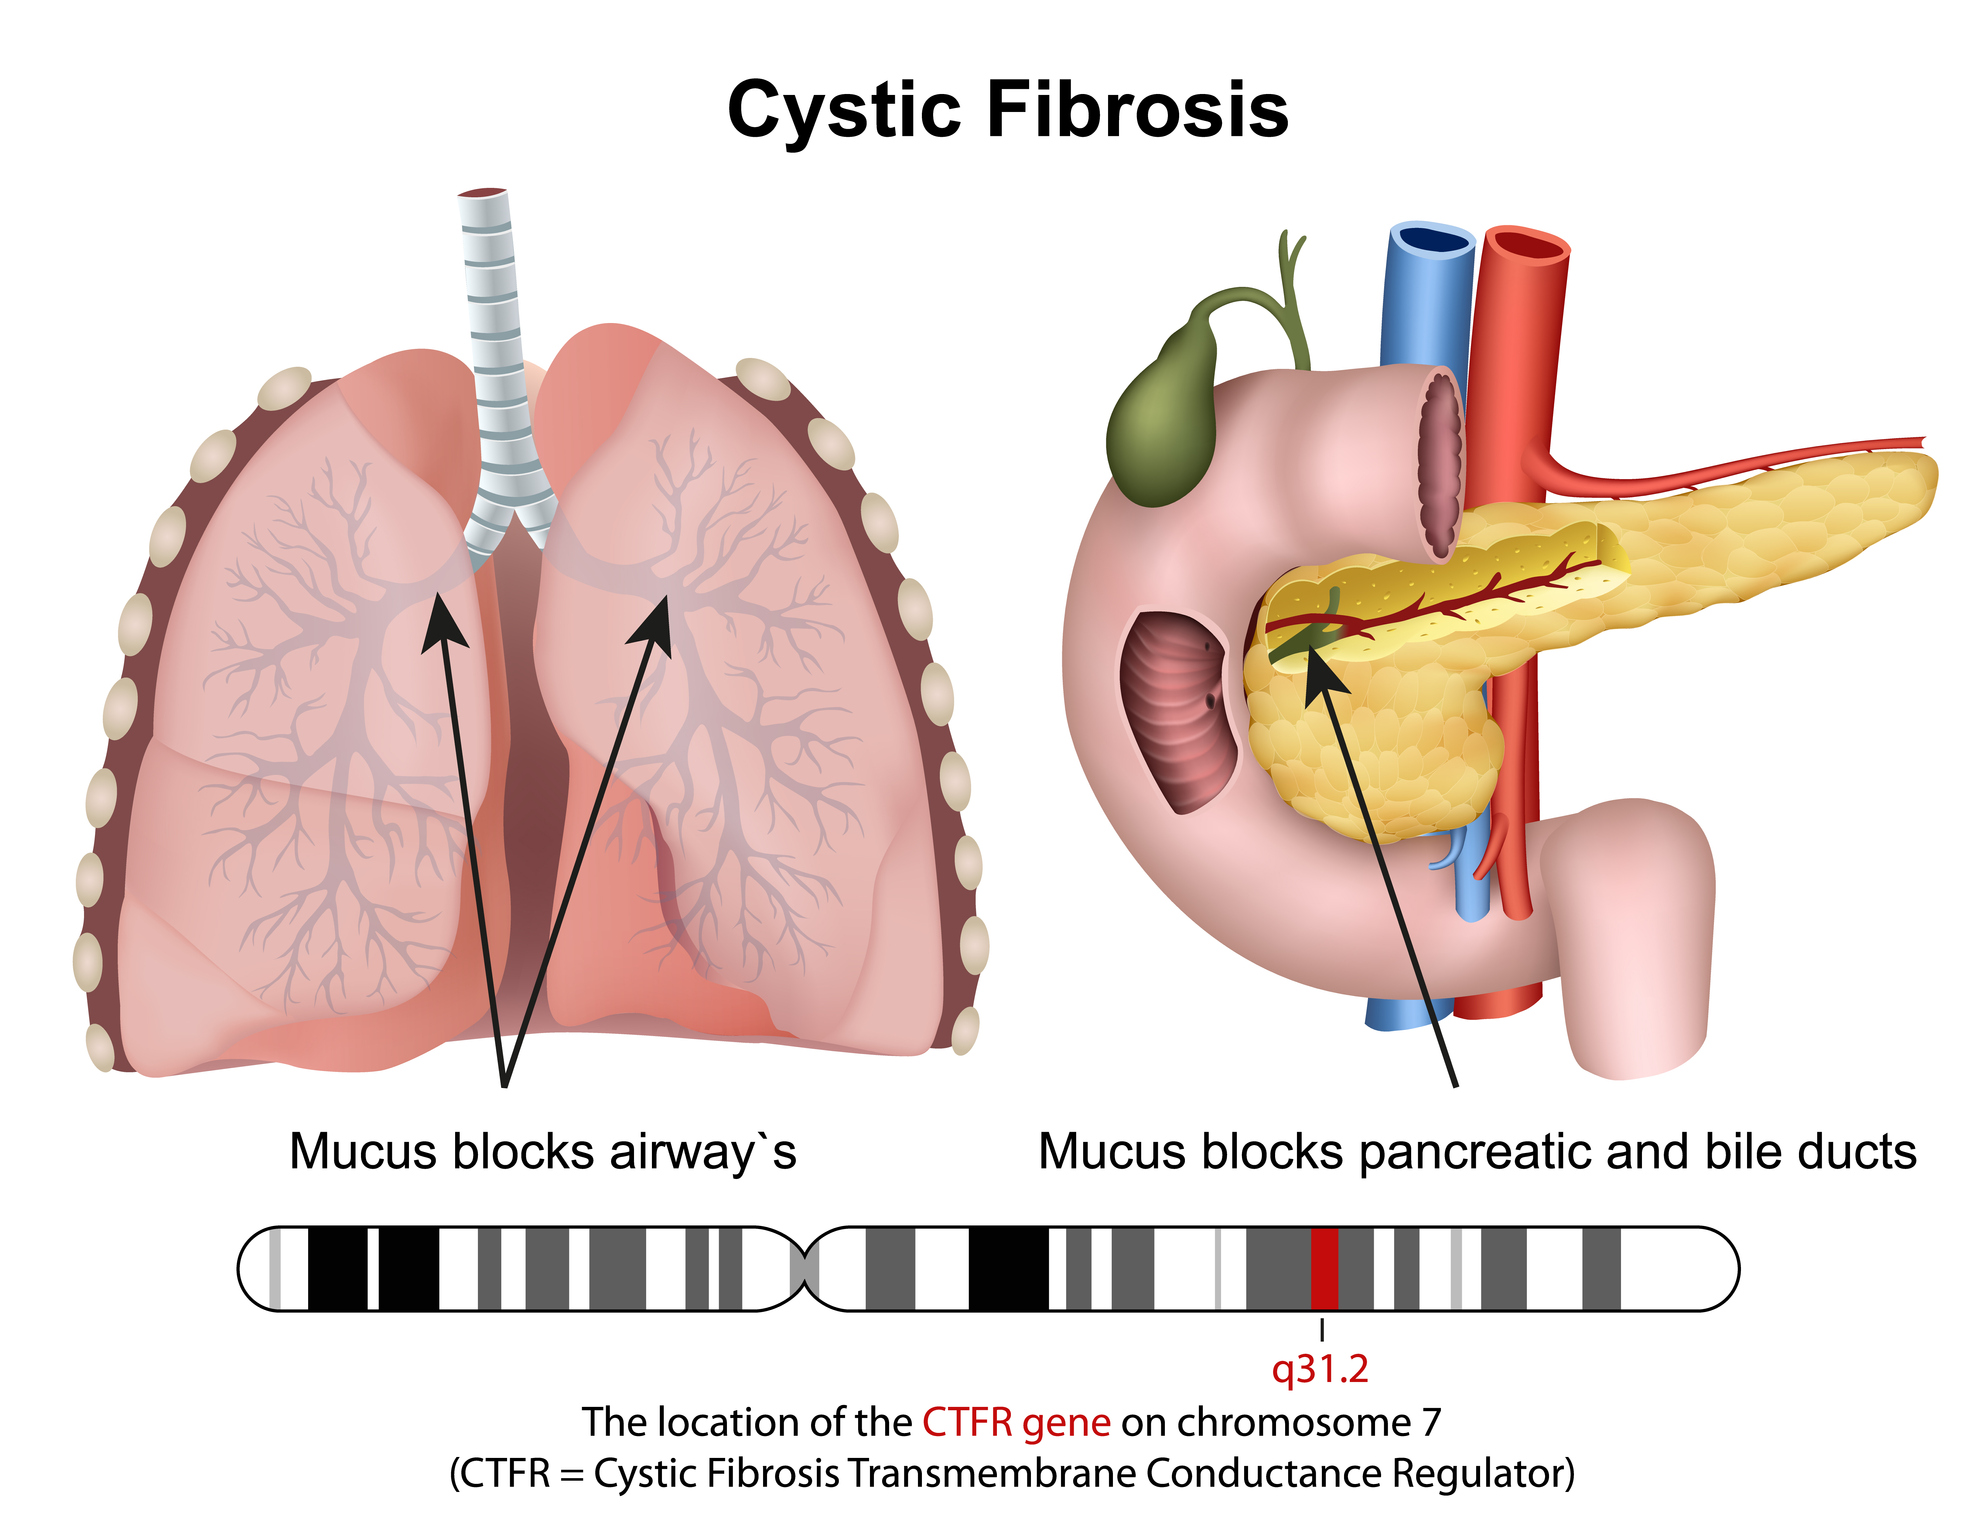 Cystic Fibrosis
Mucus blocks airway`s
Mucus blocks pancreatic and bile ducts
q31.2
The location of the CTFR gene on chromosome 7
(CTFR = Cystic Fibrosis Transmembrane Conductance Regulator)